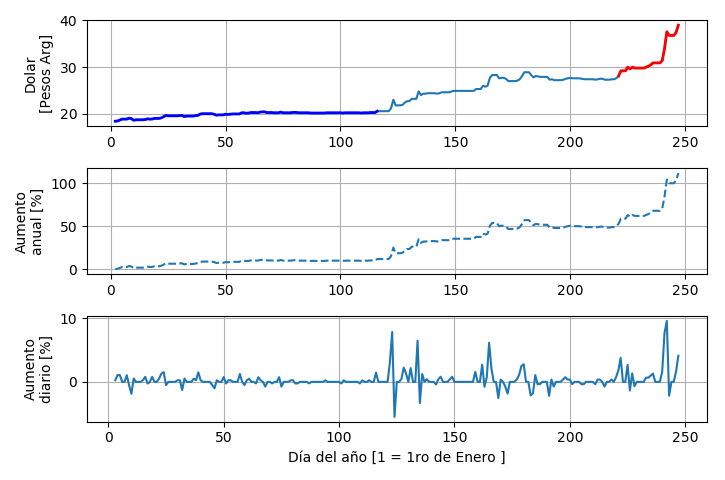 Dolar
[Pesos Arg]
40
30
20
0 50 100 150 200 250
Aumento
anual [%]
100
50
0
0 50 100 150 200 250
Aumento
diario [%]
10
0
0 50 100 150 200 250
Día del año [1 = 1ro de Enero ]